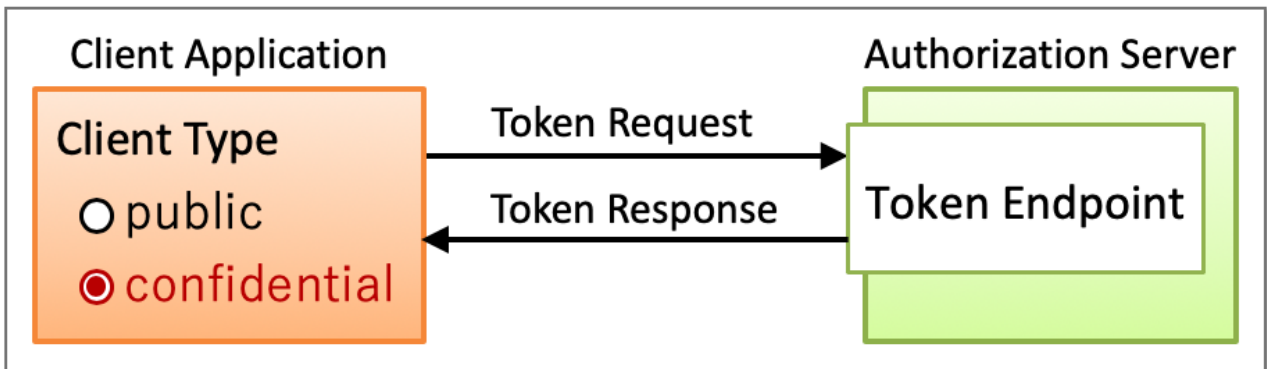 Client Application
Authorization Server
Client Type
public
confidential
Token Request
Token Response
Token Endpoint